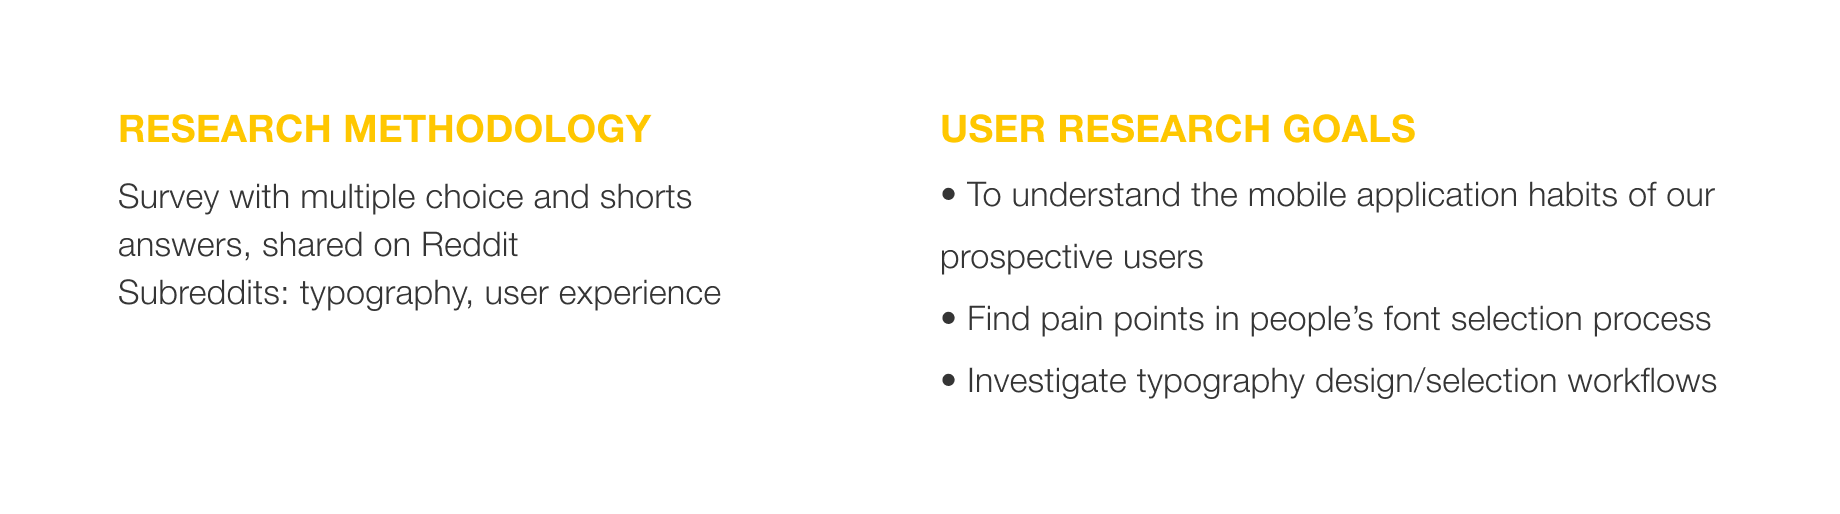 RESEARCH METHODOLOGY
Survey with multiple choice and shorts
answers, shared on Reddit
Subreddits: typography, user experience
USER RESEARCH GOALS
• To understand the mobile application habits of our
prospective users
• Find pain points in people’s font selection process
• Investigate typography design/selection workflows